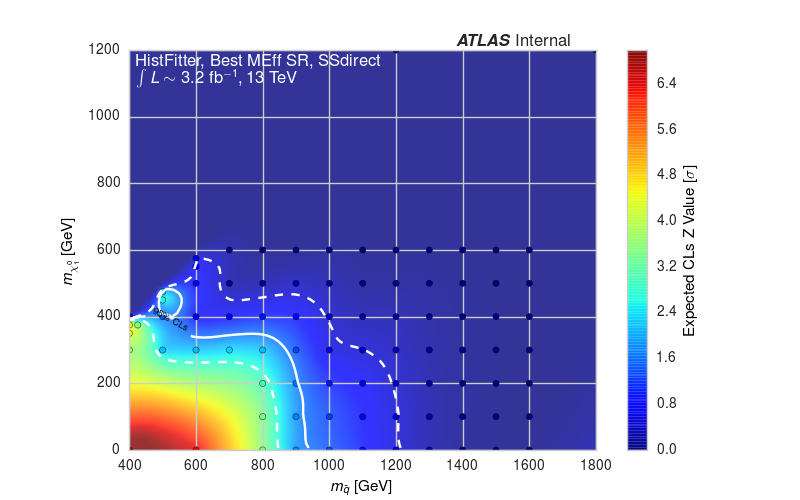 ATLAS Internal
HistFitter, Best MEff SR, SSdirect
∫ L ∼ 3.2 fb⁻¹, 13 TeV
1200
1000
800
600
400
200
0
m_χ₁⁰ [GeV]
CLs
400 600 800 1000 1200 1400 1600 1800
m_q̃ [GeV]
6.4
5.6
4.8
4.0
3.2
2.4
1.6
0.8
0.0
Expected CLs Z Value [σ]